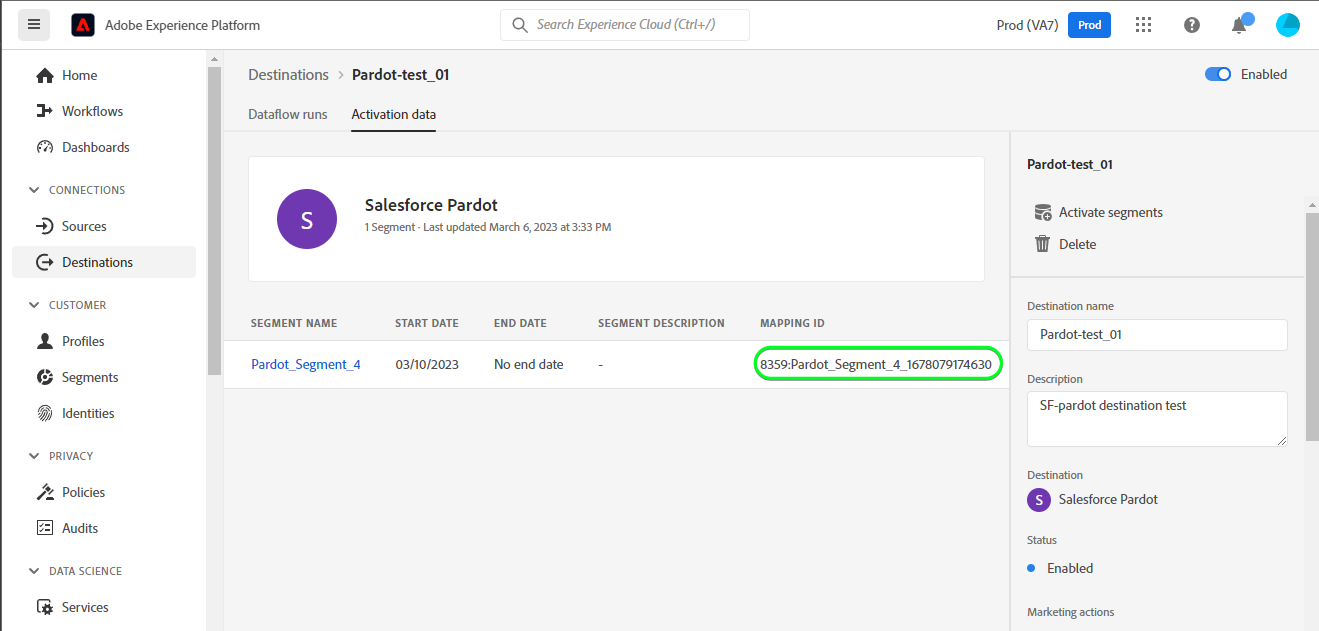 Adobe Experience Platform
Search Experience Cloud (Ctrl+/)
Prod (VA7)
Prod
?
Home
Workflows
Dashboards
CONNECTIONS
Sources
Destinations
CUSTOMER
Profiles
Segments
Identities
PRIVACY
Policies
Audits
DATA SCIENCE
Services
Destinations > Pardot-test_01
Enabled
Dataflow runs
Activation data
S
Salesforce Pardot
1 Segment · Last updated March 6, 2023 at 3:33 PM
SEGMENT NAME START DATE END DATE SEGMENT DESCRIPTION MAPPING ID
Pardot_Segment_4 03/10/2023 No end date - 8359:Pardot_Segment_4_1678079174630
Pardot-test_01
Activate segments
Delete
Destination name
Pardot-test_01
Description
SF-pardot destination test
Destination
S Salesforce Pardot
Status
Enabled
Marketing actions